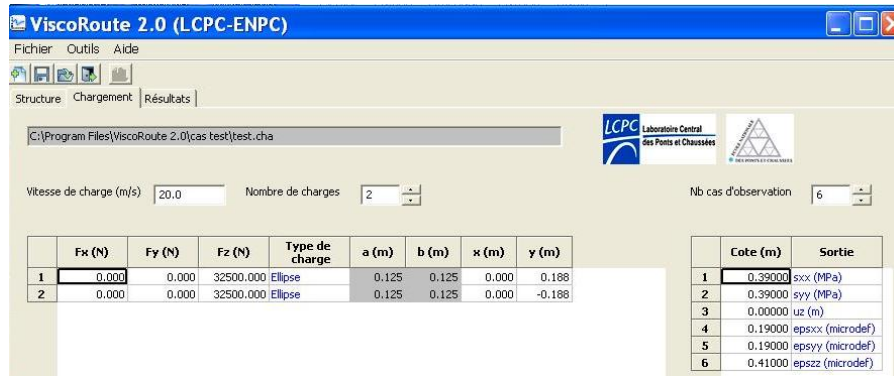 ViscoRoute 2.0 (LCPC-ENPC)
Fichier Outils Aide
Structure Chargement Résultats
C:\Program Files\ViscoRoute 2.0\cas test\test.cha
LCPC Laboratoire Central
des Ponts et Chaussées
Vitesse de charge (m/s) 20.0 Nombre de charges 2 Nb cas d'observation 6
Fx (N) Fy (N) Fz (N) Type de charge a (m) b (m) x (m) y (m)
1 0.000 0.000 32500.000 Ellipse 0.125 0.125 0.000 0.188
2 0.000 0.000 32500.000 Ellipse 0.125 0.125 0.000 -0.188
Cote (m) Sortie
1 0.39000 sxx (MPa)
2 0.39000 syy (MPa)
3 0.00000 uz (m)
4 0.19000 epsxx (microdef)
5 0.19000 epsyy (microdef)
6 0.41000 epszz (microdef)